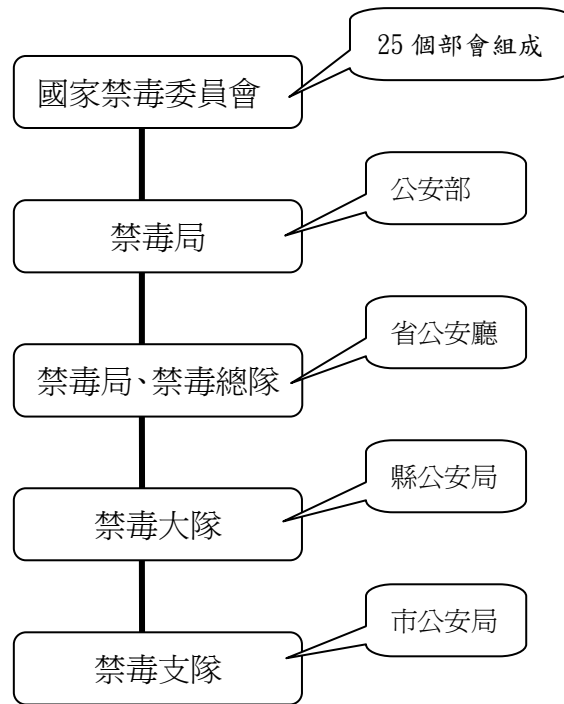 25 個部會組成
國家禁毒委員會
公安部
禁毒局
省公安廳
禁毒局、禁毒總隊
縣公安局
禁毒大隊
市公安局
禁毒支隊